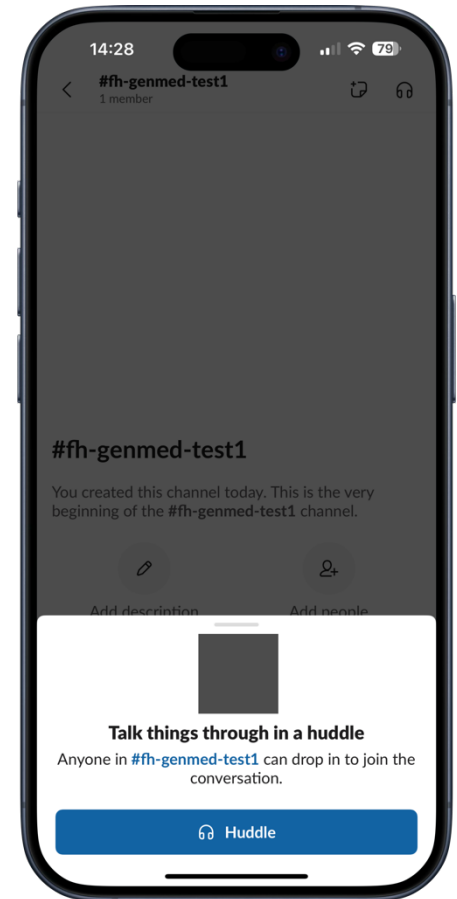 14:28
79
#fh-genmed-test1
1 member
#fh-genmed-test1
You created this channel today. This is the very
beginning of the #fh-genmed-test1 channel.
Add description
Add people
Talk things through in a huddle
Anyone in #fh-genmed-test1 can drop in to join the
conversation.
Huddle